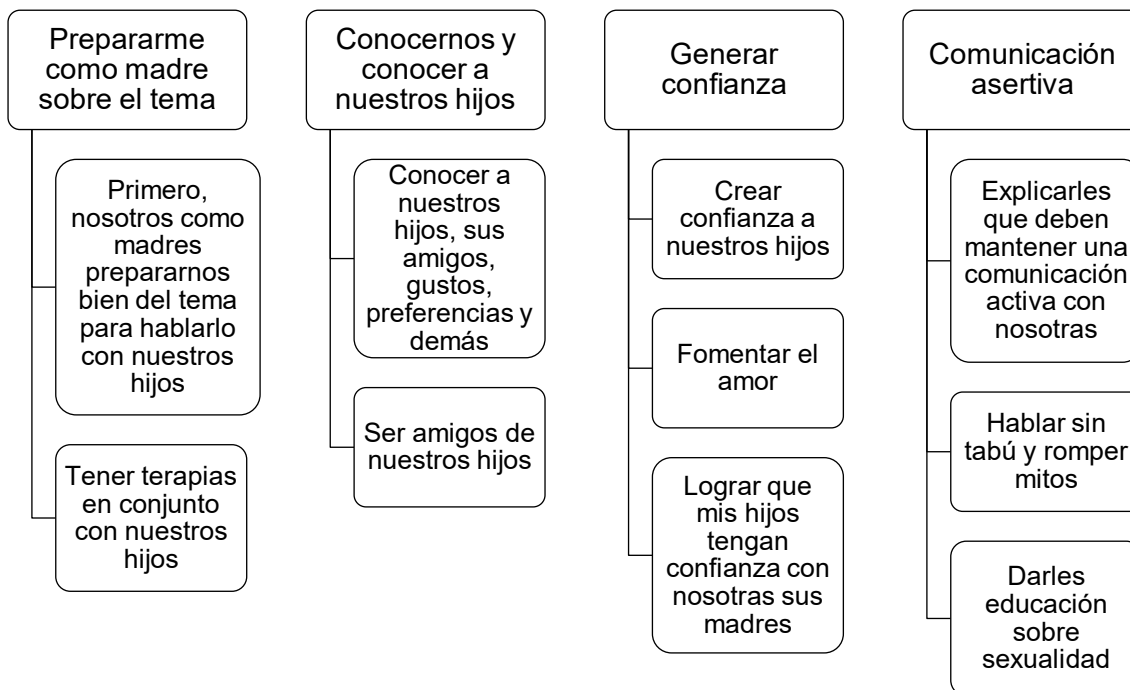 Prepararme
como madre
sobre el tema
Primero,
nosotros como
madres
prepararnos
bien del tema
para hablarlo
con nuestros
hijos
Tener terapias
en conjunto
con nuestros
hijos
Conocernos y
conocer a
nuestros hijos
Conocer a
nuestros
hijos, sus
amigos,
gustos,
preferencias y
demás
Ser amigos de
nuestros hijos
Generar
confianza
Crear
confianza a
nuestros hijos
Fomentar el
amor
Lograr que
mis hijos
tengan
confianza con
nosotras sus
madres
Comunicación
asertiva
Explicarles
que deben
mantener una
comunicación
activa con
nosotras
Hablar sin
tabú y romper
mitos
Darles
educación
sobre
sexualidad